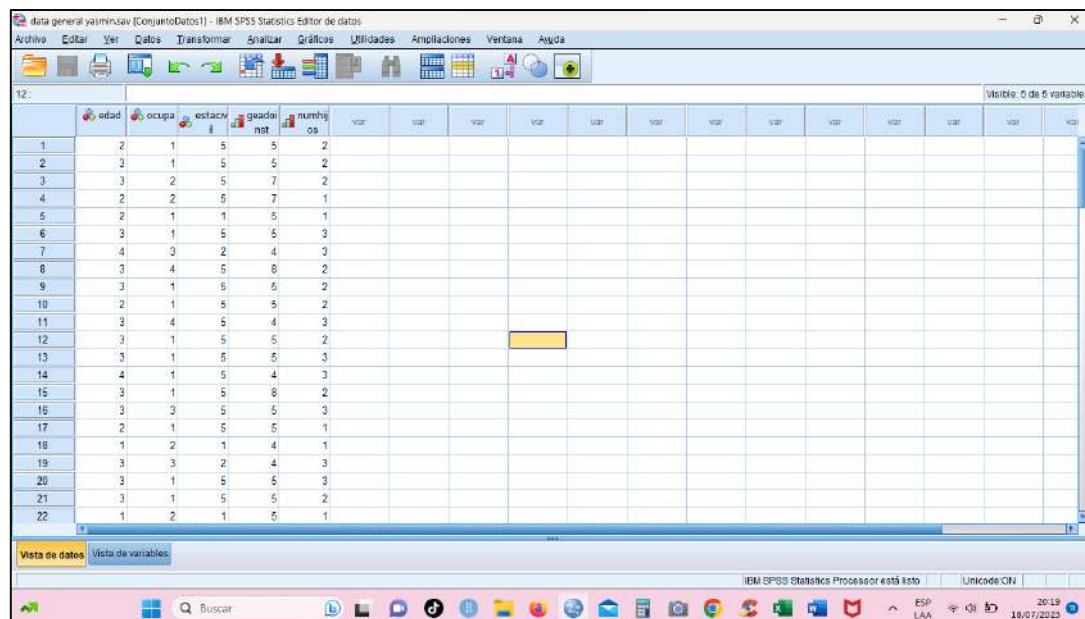 data general yasmin.sav [ConjuntoDatos1] - IBM SPSS Statistics Editor de datos
Archivo Editar Ver Datos Transformar Analizar Gráficos Utilidades Ampliaciones Ventana Ayuda
12 :
Visible: 5 de 5 variable
edad ocupa estaciv geadoi numhij var var var var var var var var var var var var
il nst os
1 2 1 5 5 2
2 3 1 5 5 2
3 3 2 5 7 2
4 2 2 5 7 1
5 2 1 1 5 1
6 3 1 5 5 3
7 4 3 2 4 3
8 3 4 5 8 2
9 3 1 5 5 2
10 2 1 5 5 2
11 3 4 5 4 3
12 3 1 5 5 2
13 3 1 5 5 3
14 4 1 5 4 3
15 3 1 5 8 2
16 3 3 5 5 3
17 2 1 5 5 1
18 1 2 1 4 1
19 3 3 2 4 3
20 3 1 5 5 3
21 3 1 5 5 2
22 1 2 1 5 1
Vista de datos Vista de variables
IBM SPSS Statistics Processor está listo Unicode:ON
Buscar
ESP 20:19
LAA 18/07/2023